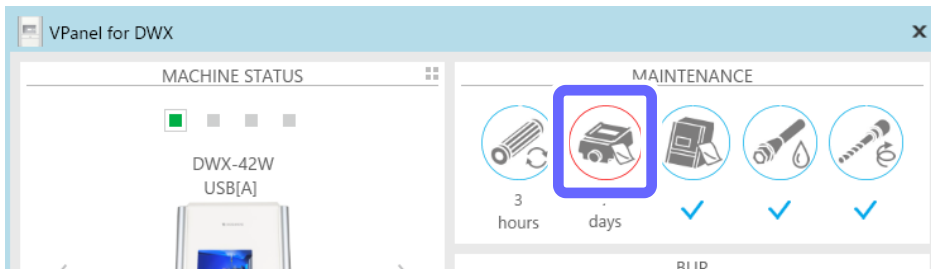 VPanel for DWX
MACHINE STATUS
DWX-42W
USB[A]
MAINTENANCE
3
hours
days